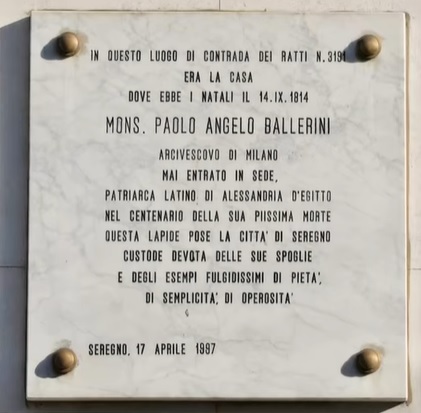 IN QUESTO LUOGO DI CONTRADA DEI RATTI N. 3191
ERA LA CASA
DOVE EBBE I NATALI IL 14.IX.1814
MONS. PAOLO ANGELO BALLERINI
ARCIVESCOVO DI MILANO
MAI ENTRATO IN SEDE,
PATRIARCA LATINO DI ALESSANDRIA D'EGITTO
NEL CENTENARIO DELLA SUA PIISSIMA MORTE
QUESTA LAPIDE POSE LA CITTA' DI SEREGNO
CUSTODE DEVOTA DELLE SUE SPOGLIE
E DEGLI ESEMPI FULGIDISSIMI DI PIETA',
DI SEMPLICITA', DI OPEROSITA'
SEREGNO, 17 APRILE 1997